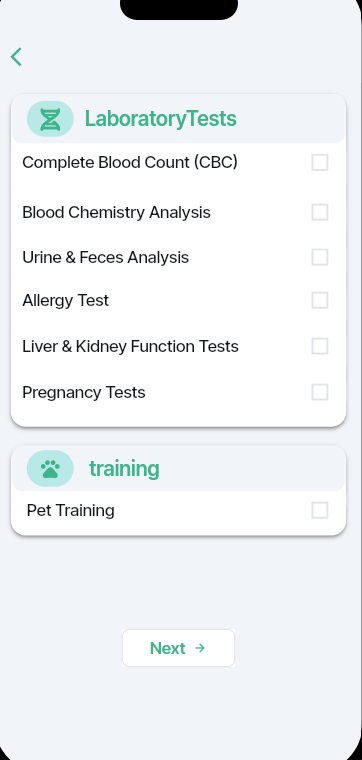 LaboratoryTests
Complete Blood Count (CBC)
Blood Chemistry Analysis
Urine & Feces Analysis
Allergy Test
Liver & Kidney Function Tests
Pregnancy Tests
training
Pet Training
Next